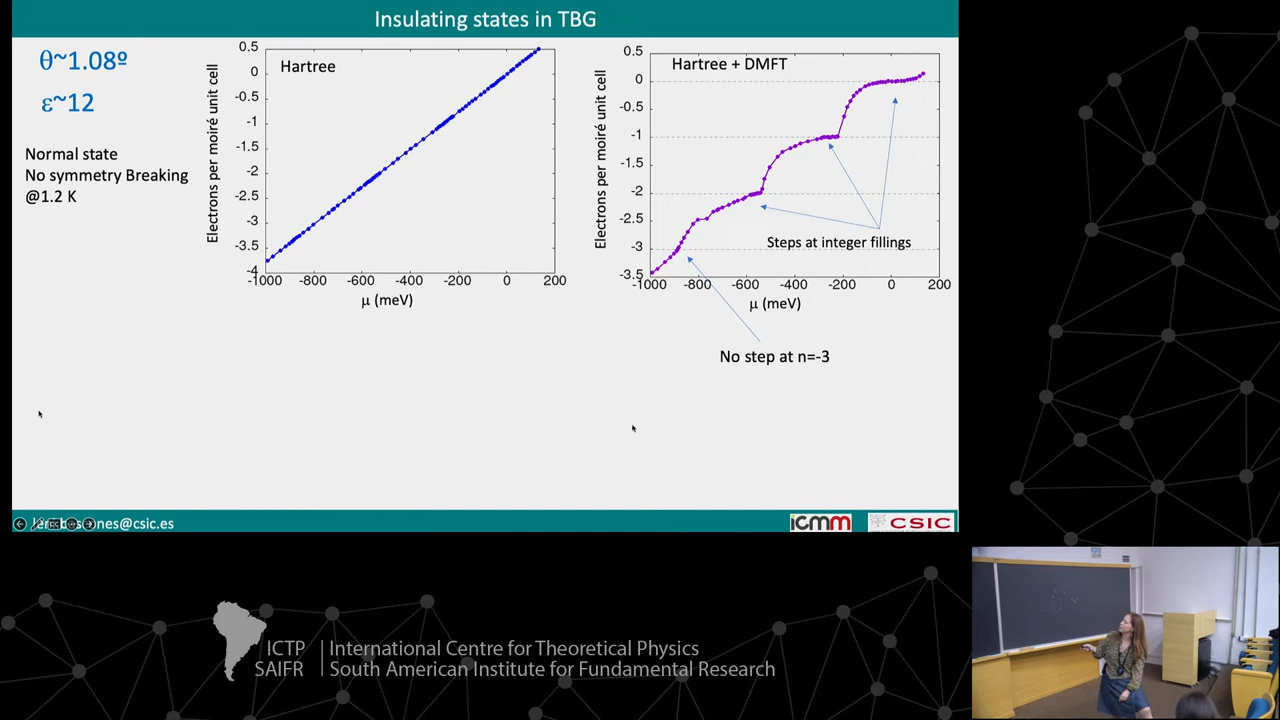 Insulating states in TBG
θ~1.08º
ε~12
Normal state
No symmetry Breaking
@1.2 K
Hartree
Electrons per moiré unit cell
0.5
0
-0.5
-1
-1.5
-2
-2.5
-3
-3.5
-4
-1000 -800 -600 -400 -200 0 200
μ (meV)
Hartree + DMFT
Electrons per moiré unit cell
0.5
0
-0.5
-1
-1.5
-2
-2.5
-3
-3.5
-1000 -800 -600 -400 -200 0 200
μ (meV)
Steps at integer fillings
No step at n=-3
ones@csic.es
icmm
CSIC
ICTP
SAIFR
International Centre for Theoretical Physics
South American Institute for Fundamental Research